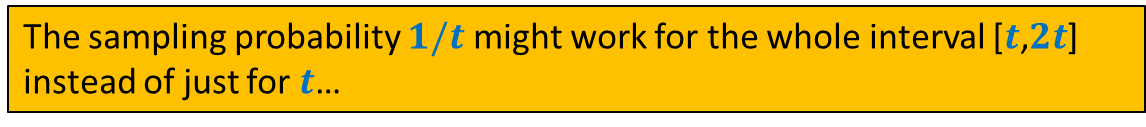 The sampling probability 1/t might work for the whole interval [t,2t]
instead of just for t...